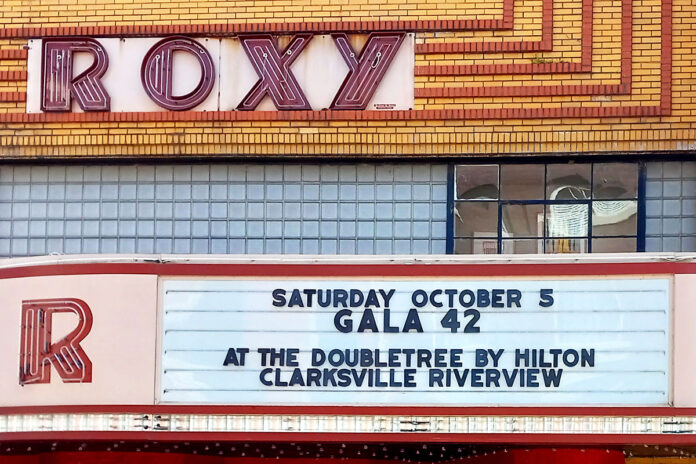 ROXY
R
SATURDAY OCTOBER 5
GALA 42
AT THE DOUBLETREE BY HILTON
CLARKSVILLE RIVERVIEW